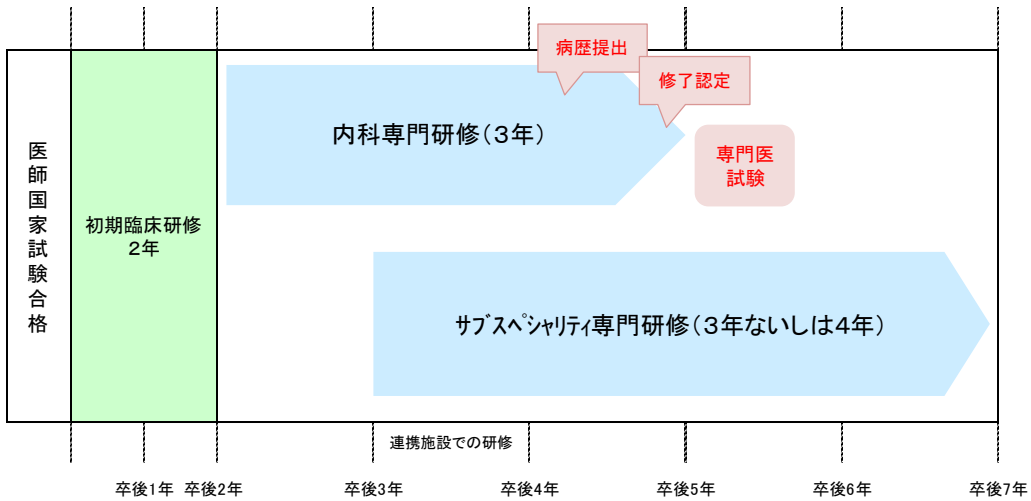 病歴提出
修了認定
内科専門研修（３年）
専門医
試験
医師国家試験合格
初期臨床研修
２年
ｻﾌﾞｽﾍﾟｼｬﾘﾃｨ専門研修（３年ないしは４年）
連携施設での研修
卒後1年 卒後2年 卒後3年 卒後4年 卒後5年 卒後6年 卒後7年